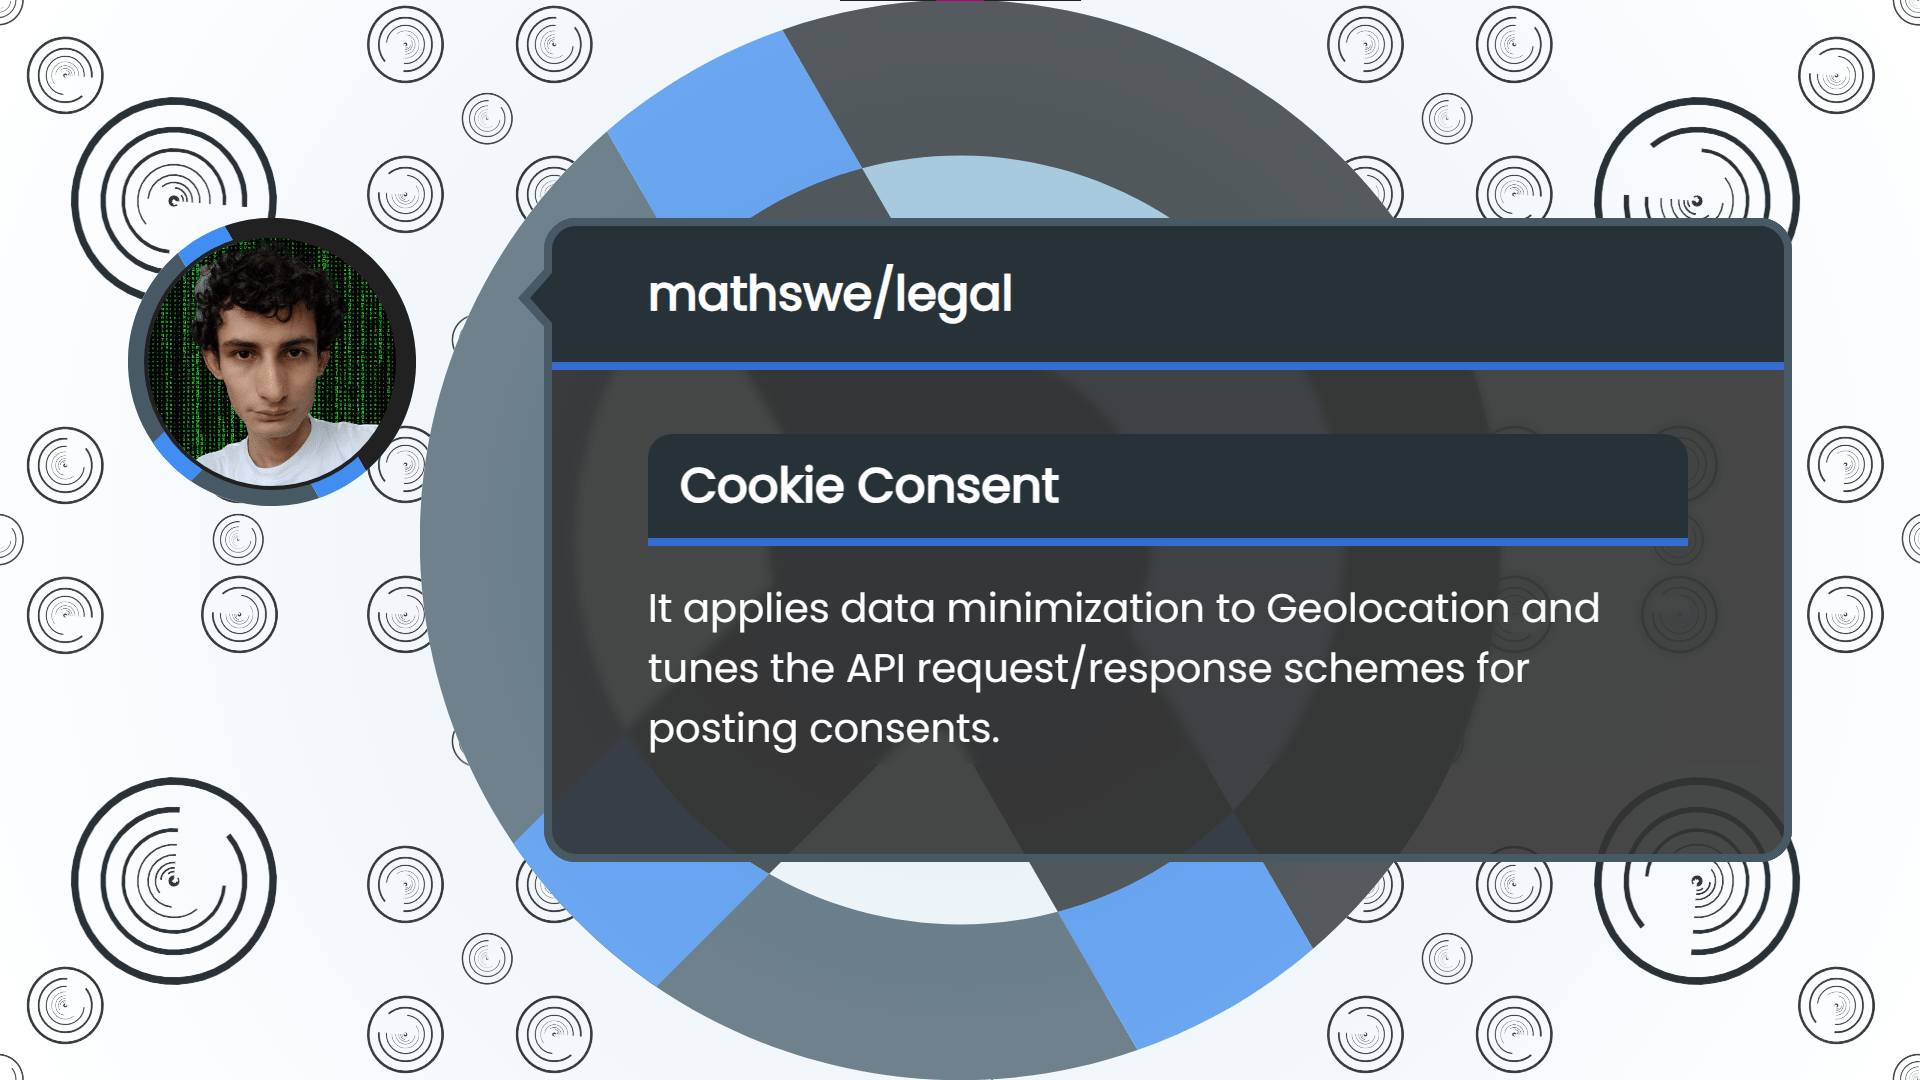 mathswe/legal
Cookie Consent
It applies data minimization to Geolocation and
tunes the API request/response schemes for
posting consents.